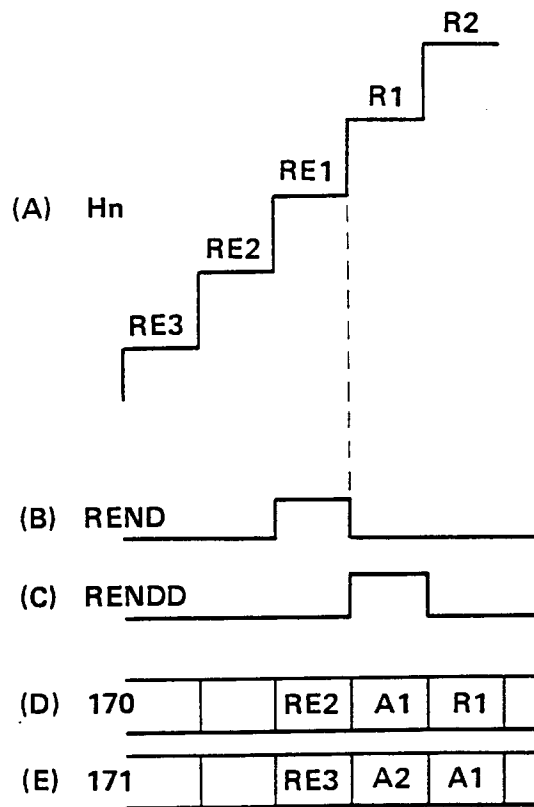 R2
R1
RE1
(A) Hn
RE2
RE3
(B) REND
(C) RENDD
(D) 170 RE2 A1 R1
(E) 171 RE3 A2 A1